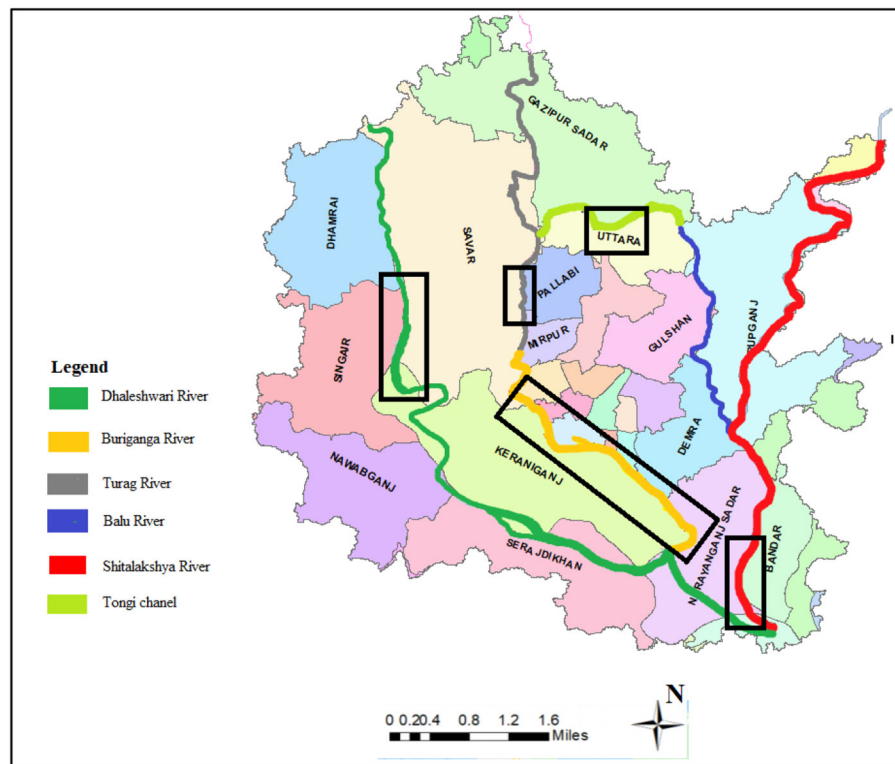 GAZIPUR SADAR
DHAMRAI
SAVAR
UTTARA
PALLABI
MIRPUR
GULSHAN
UPGANJ
SINGAIR
DEMRA
KERANIGANJ
NAWABGANJ
SERAJDIKHAN
NARAYANGANJ SADAR
BANDAR
I
Legend
Dhaleshwari River
Buriganga River
Turag River
Balu River
Shitalakshya River
Tongi chanel
N
0 0.20.4 0.8 1.2 1.6
Miles